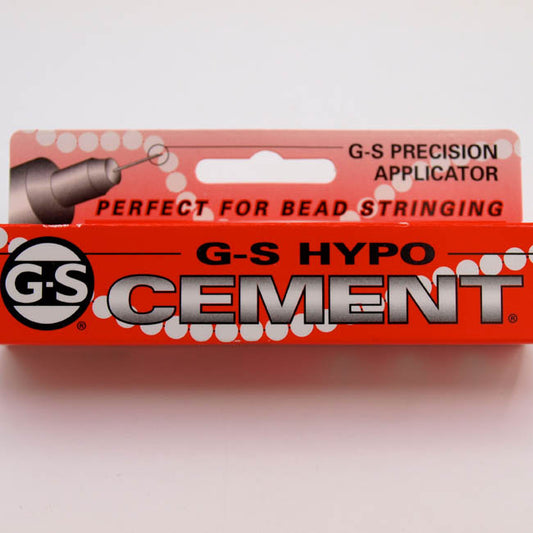 G-S PRECISION
APPLICATOR
PERFECT FOR BEAD STRINGING
G-S HYPO
G-S
CEMENT®
®